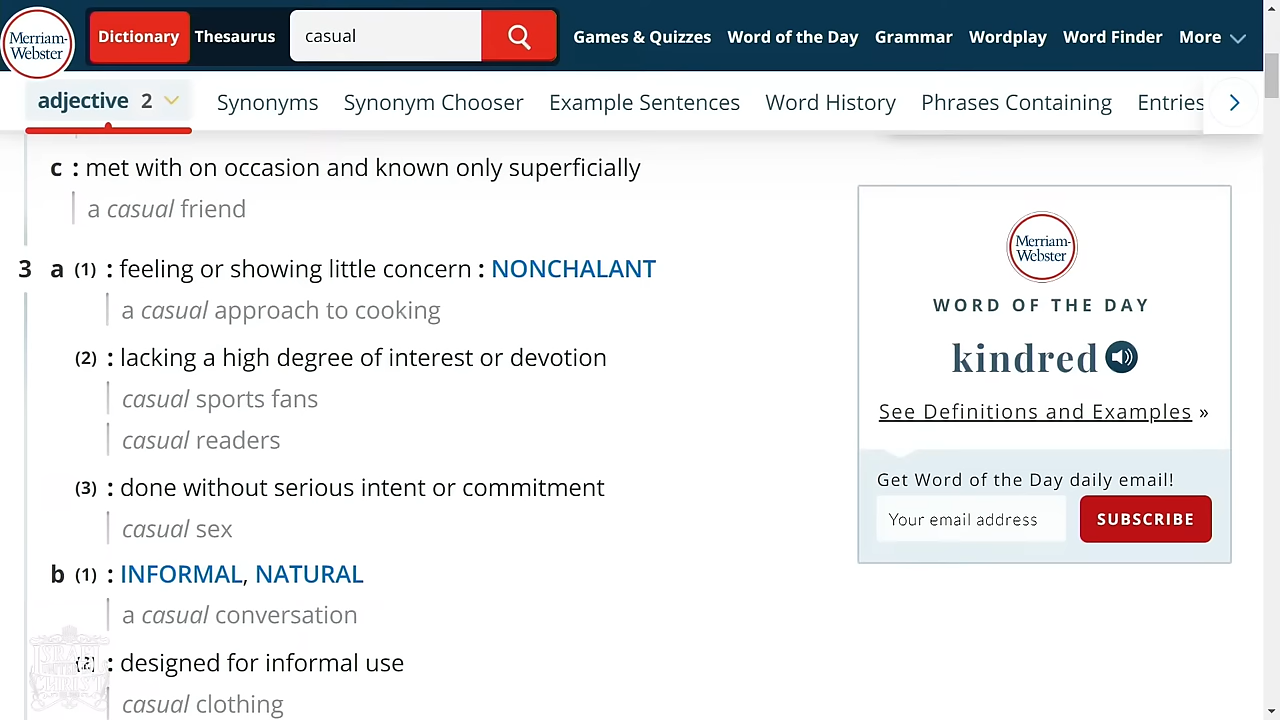 Merriam-
Webster
Dictionary Thesaurus casual Games & Quizzes Word of the Day Grammar Wordplay Word Finder More
adjective 2 Synonyms Synonym Chooser Example Sentences Word History Phrases Containing Entries
c : met with on occasion and known only superficially
a casual friend
3 a (1) : feeling or showing little concern : NONCHALANT
a casual approach to cooking
(2) : lacking a high degree of interest or devotion
casual sports fans
casual readers
(3) : done without serious intent or commitment
casual sex
b (1) : INFORMAL, NATURAL
a casual conversation
(2) : designed for informal use
casual clothing
Merriam-
Webster
WORD OF THE DAY
kindred
See Definitions and Examples »
Get Word of the Day daily email!
Your email address SUBSCRIBE
ISRAEL
UNITED
CHRIST